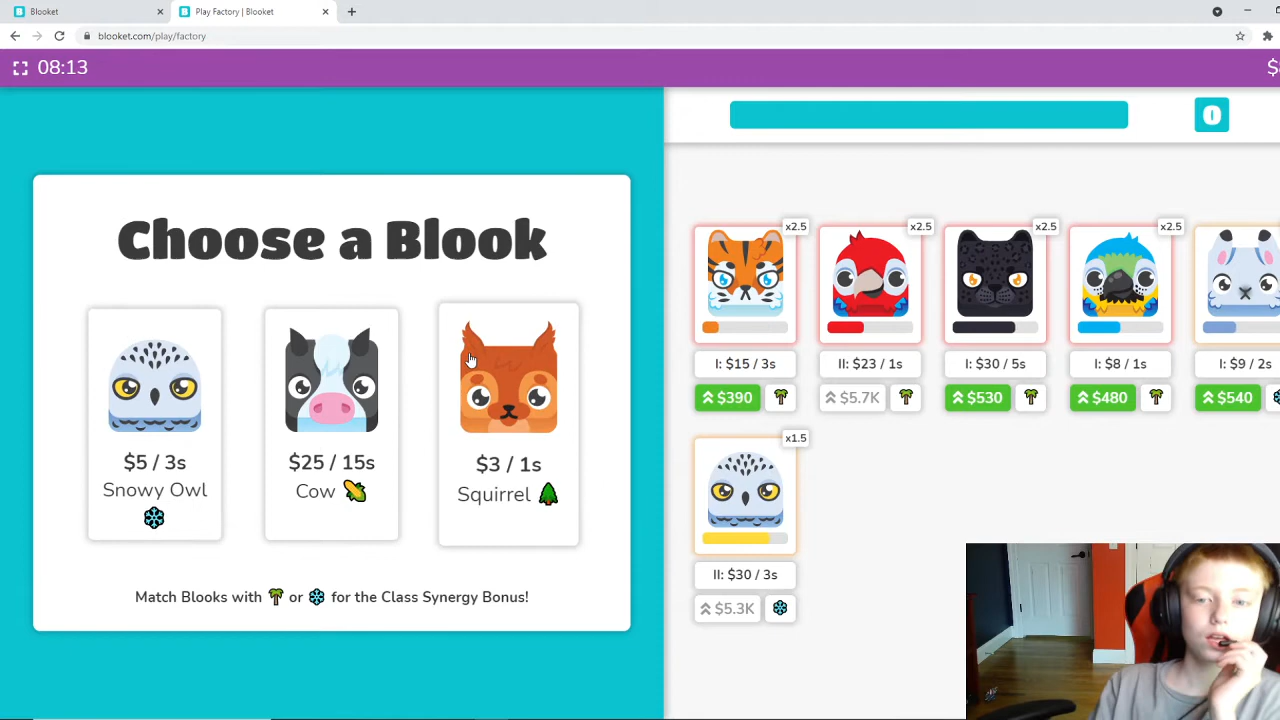 Blooket
Play Factory | Blooket
blooket.com/play/factory
08:13
Choose a Blook
$5 / 3s
Snowy Owl
$25 / 15s
Cow
$3 / 1s
Squirrel
Match Blooks with or for the Class Synergy Bonus!
x2.5
x2.5
x2.5
x2.5
I: $15 / 3s
II: $23 / 1s
I: $30 / 5s
I: $8 / 1s
I: $9 / 2s
$390
$5.7K
$530
$480
$540
x1.5
II: $30 / 3s
$5.3K